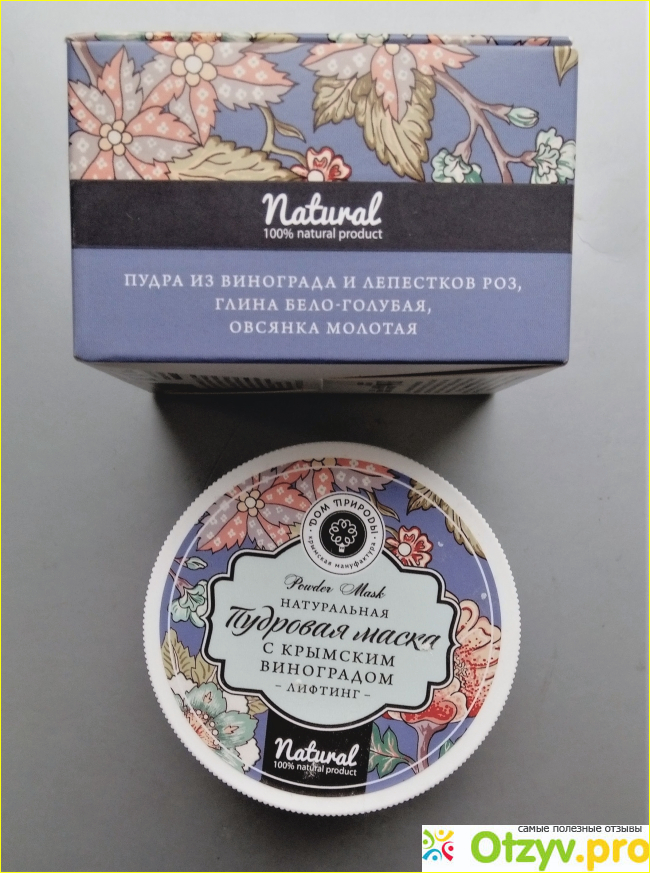 Natural
100% natural product
ПУДРА ИЗ ВИНОГРАДА И ЛЕПЕСТКОВ РОЗ,
ГЛИНА БЕЛО-ГОЛУБАЯ,
ОВСЯНКА МОЛОТАЯ
ДОМ ПРИРОДЫ
крымская мануфактура
Powder Mask
НАТУРАЛЬНАЯ
Пудровая маска
С КРЫМСКИМ
ВИНОГРАДОМ
- ЛИФТИНГ -
Natural
100% natural product
самые полезные отзывы
Otzyv.pro